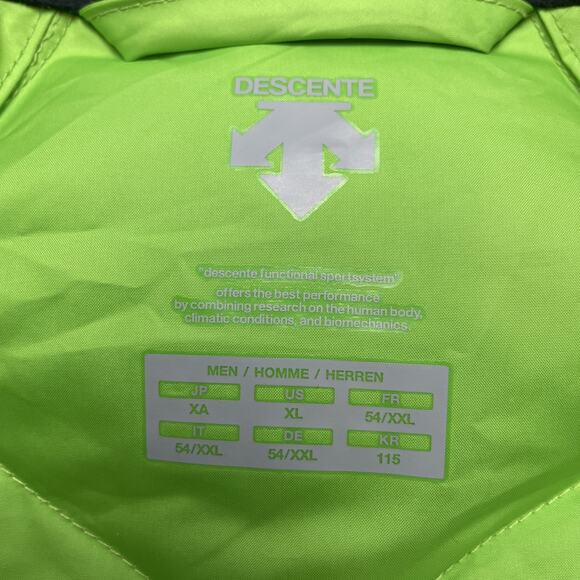 DESCENTE
"descente functional sportsystem"
offers the best performance
by combining research on the human body,
climatic conditions, and biomechanics.
MEN / HOMME / HERREN
JP US FR
XA XL 54/XXL
IT DE KR
54/XXL 54/XXL 115